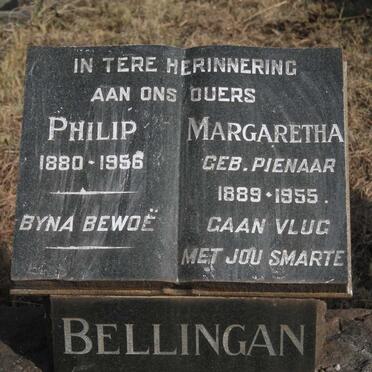 IN TERE HERINNERING
AAN ONS OUERS
PHILIP
1880-1956
BYNA BEWOË
MARGARETHA
GEB. PIENAAR
1889-1955.
GAAN VLUG
MET JOU SMARTE
BELLINGAN